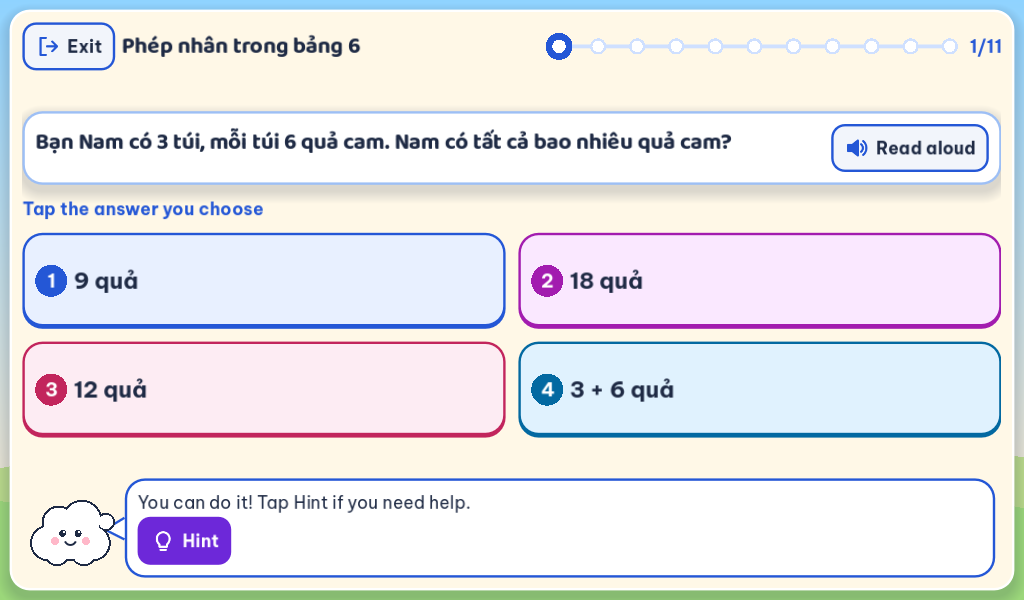 Exit
Phép nhân trong bảng 6
1/11
Bạn Nam có 3 túi, mỗi túi 6 quả cam. Nam có tất cả bao nhiêu quả cam?
Read aloud
Tap the answer you choose
1 9 quả
2 18 quả
3 12 quả
4 3 + 6 quả
You can do it! Tap Hint if you need help.
Hint